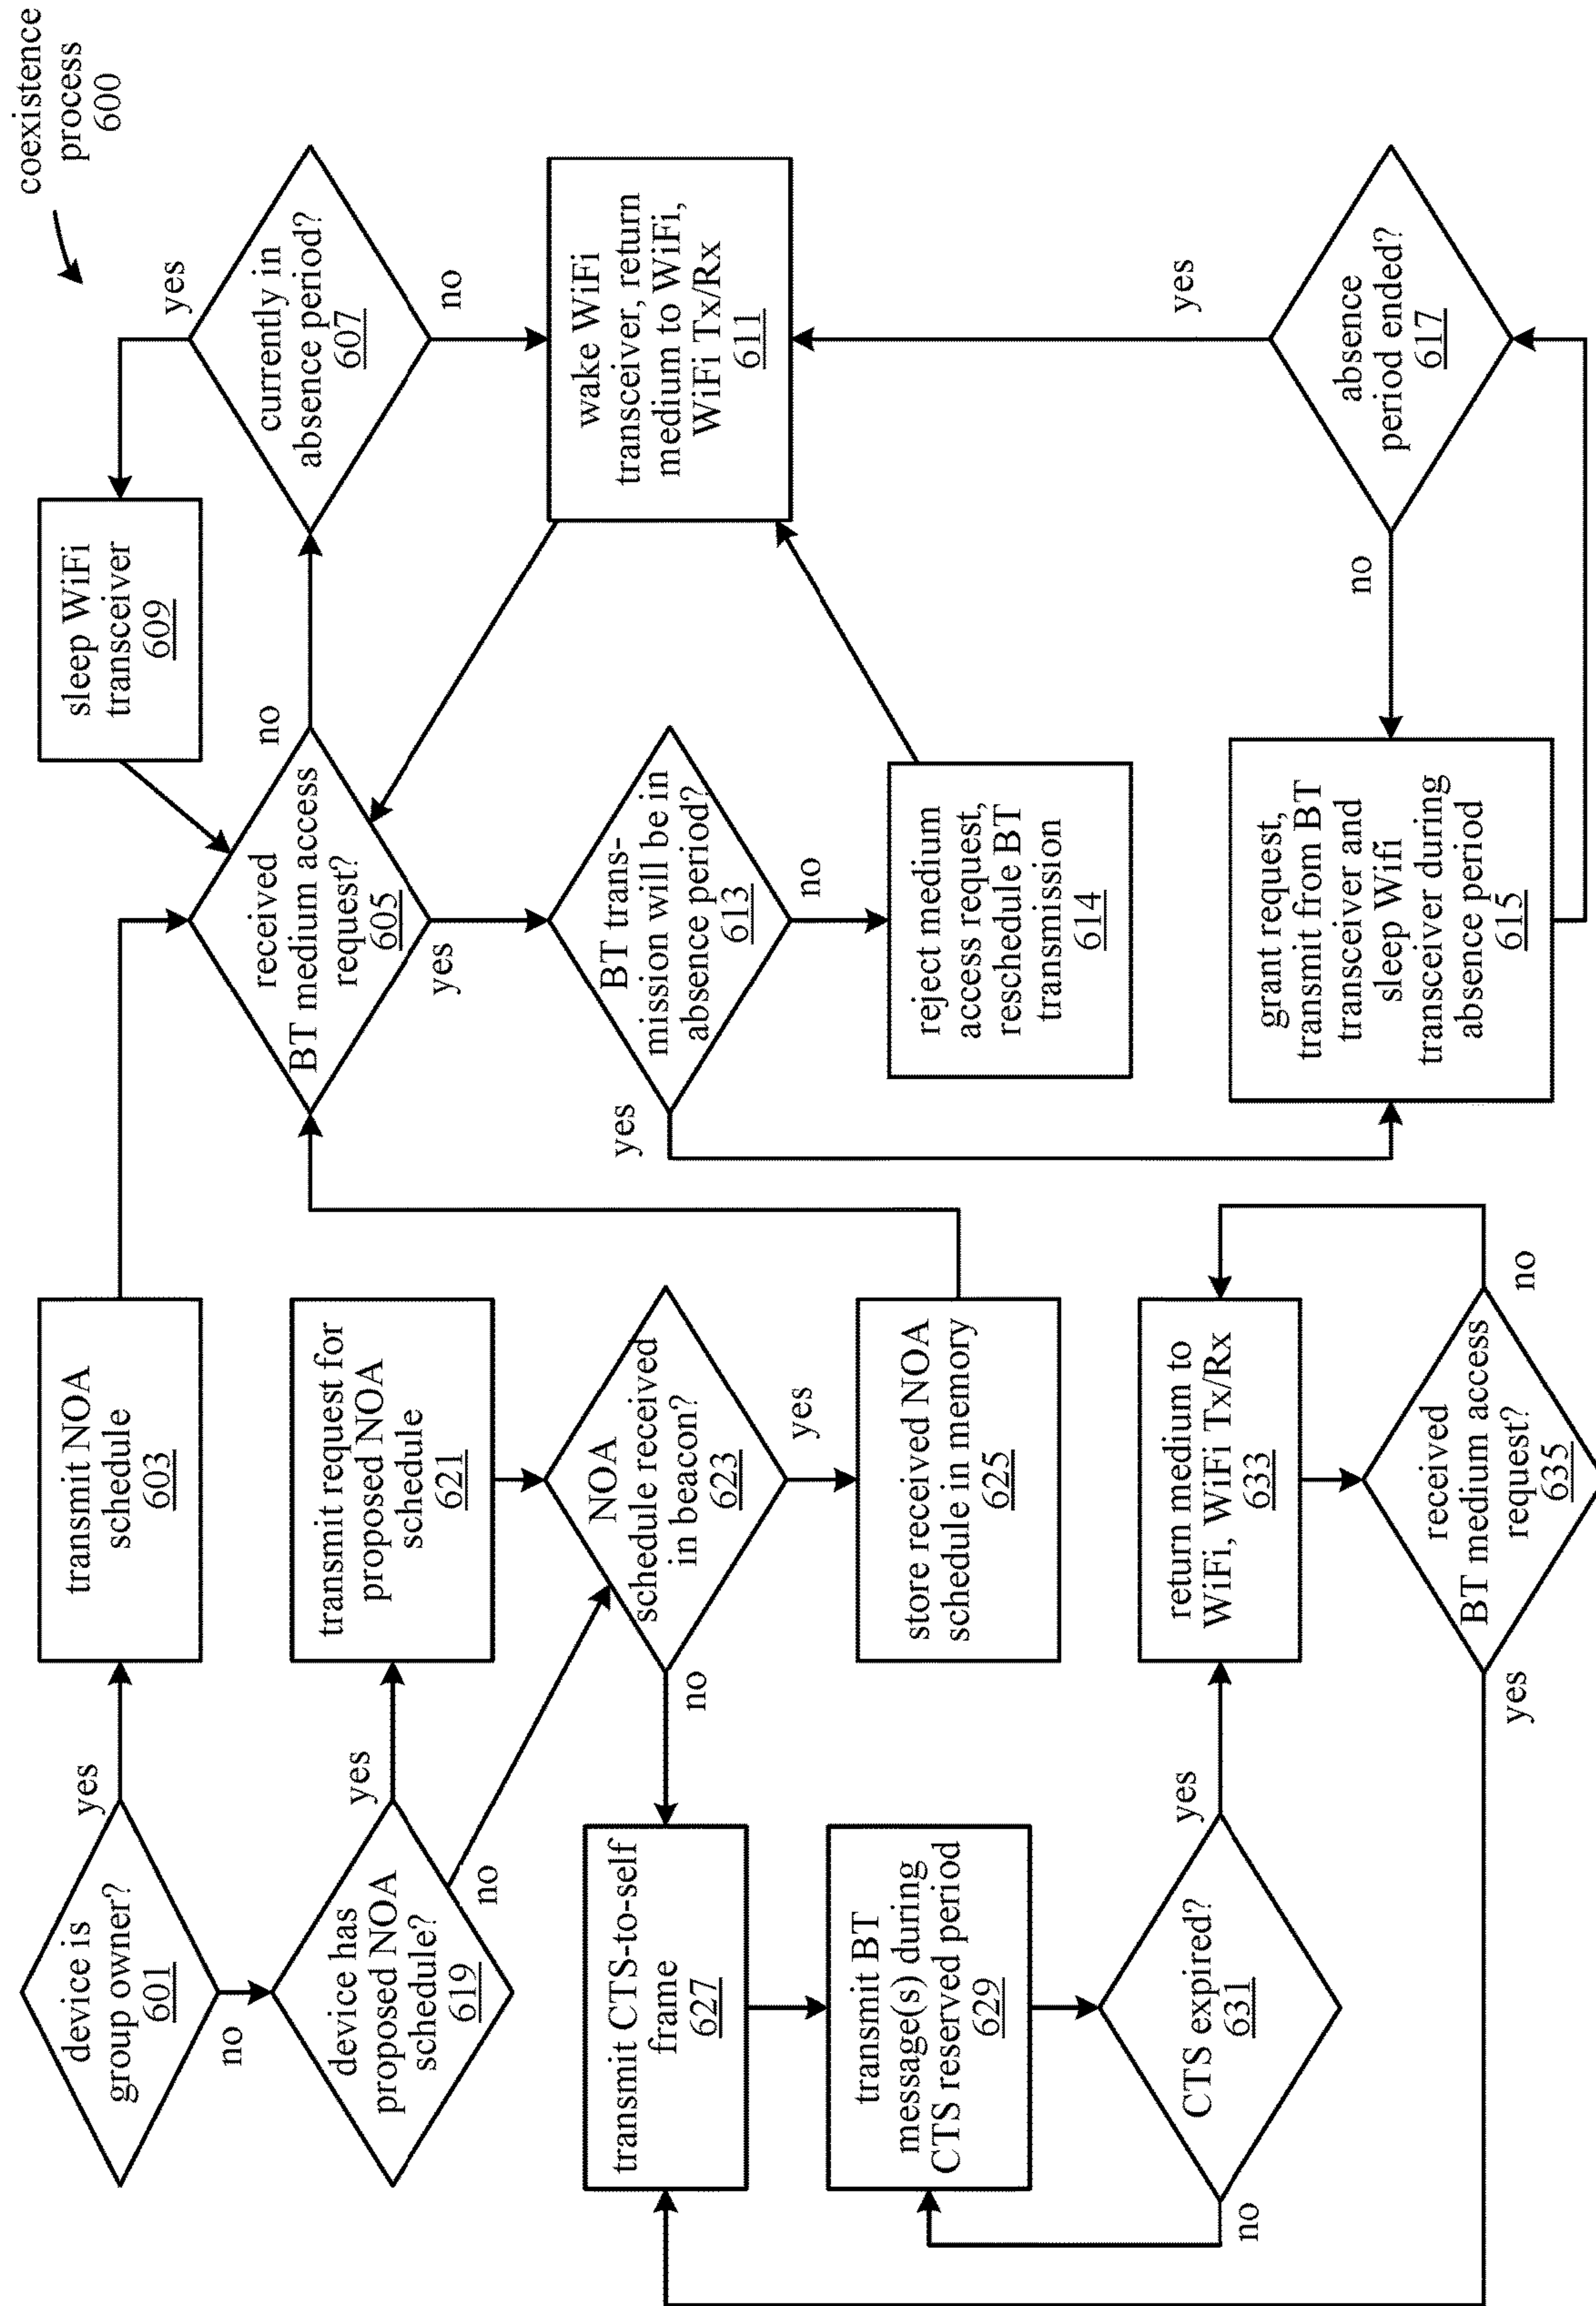 coexistence
process
600
device is
group owner?
601
yes
no
transmit NOA
schedule
603
device has
proposed NOA
schedule?
619
yes
no
transmit request for
proposed NOA
schedule
621
NOA
schedule received
in beacon?
623
no
yes
store received NOA
schedule in memory
625
transmit CTS-to-self
frame
627
transmit BT
message(s) during
CTS reserved period
629
CTS expired?
631
yes
no
return medium to
WiFi, WiFi Tx/Rx
633
received
BT medium access
request?
635
yes
no
received
BT medium access
request?
605
no
yes
sleep WiFi
transceiver
609
currently in
absence period?
607
yes
no
wake WiFi
transceiver, return
medium to WiFi,
WiFi Tx/Rx
611
BT trans-
mission will be in
absence period?
613
yes
no
reject medium
access request,
reschedule BT
transmission
614
grant request,
transmit from BT
transceiver and
sleep Wifi
transceiver during
absence period
615
absence
period ended?
617
yes
no